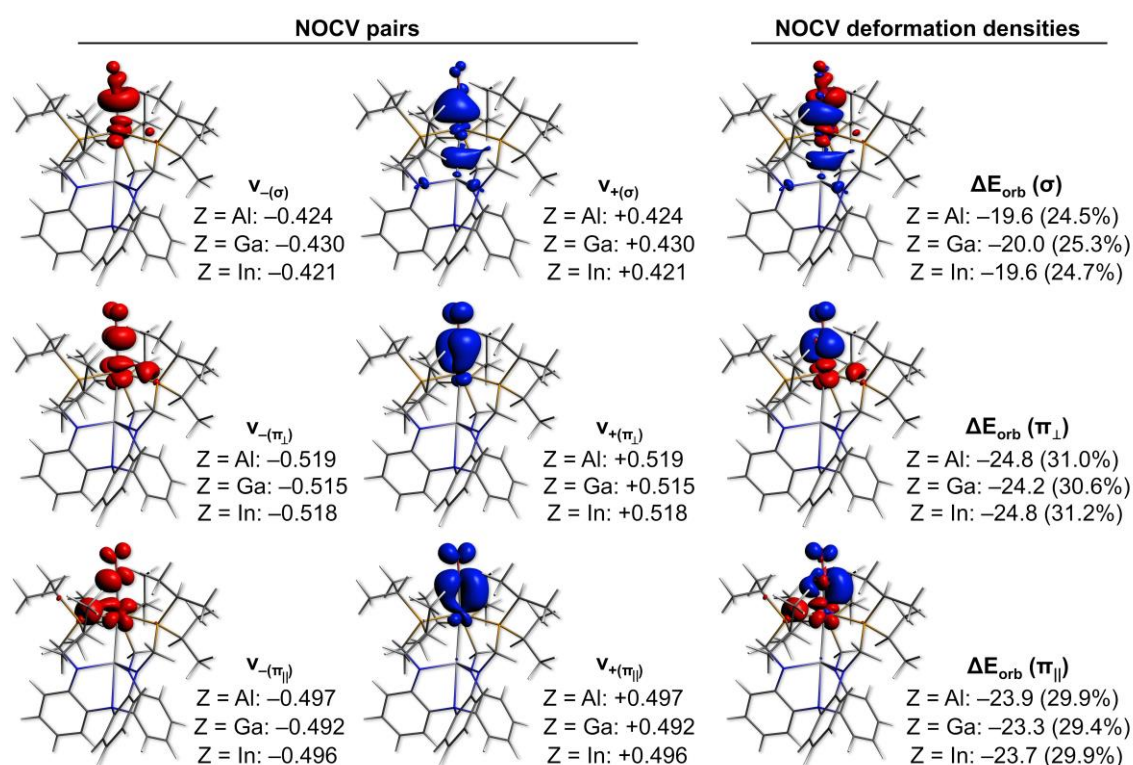 NOCV pairs
NOCV deformation densities
v–(σ)
Z = Al: –0.424
Z = Ga: –0.430
Z = In: –0.421
v+(σ)
Z = Al: +0.424
Z = Ga: +0.430
Z = In: +0.421
ΔEorb (σ)
Z = Al: –19.6 (24.5%)
Z = Ga: –20.0 (25.3%)
Z = In: –19.6 (24.7%)
v–(π⊥)
Z = Al: –0.519
Z = Ga: –0.515
Z = In: –0.518
v+(π⊥)
Z = Al: +0.519
Z = Ga: +0.515
Z = In: +0.518
ΔEorb (π⊥)
Z = Al: –24.8 (31.0%)
Z = Ga: –24.2 (30.6%)
Z = In: –24.8 (31.2%)
v–(π||)
Z = Al: –0.497
Z = Ga: –0.492
Z = In: –0.496
v+(π||)
Z = Al: +0.497
Z = Ga: +0.492
Z = In: +0.496
ΔEorb (π||)
Z = Al: –23.9 (29.9%)
Z = Ga: –23.3 (29.4%)
Z = In: –23.7 (29.9%)